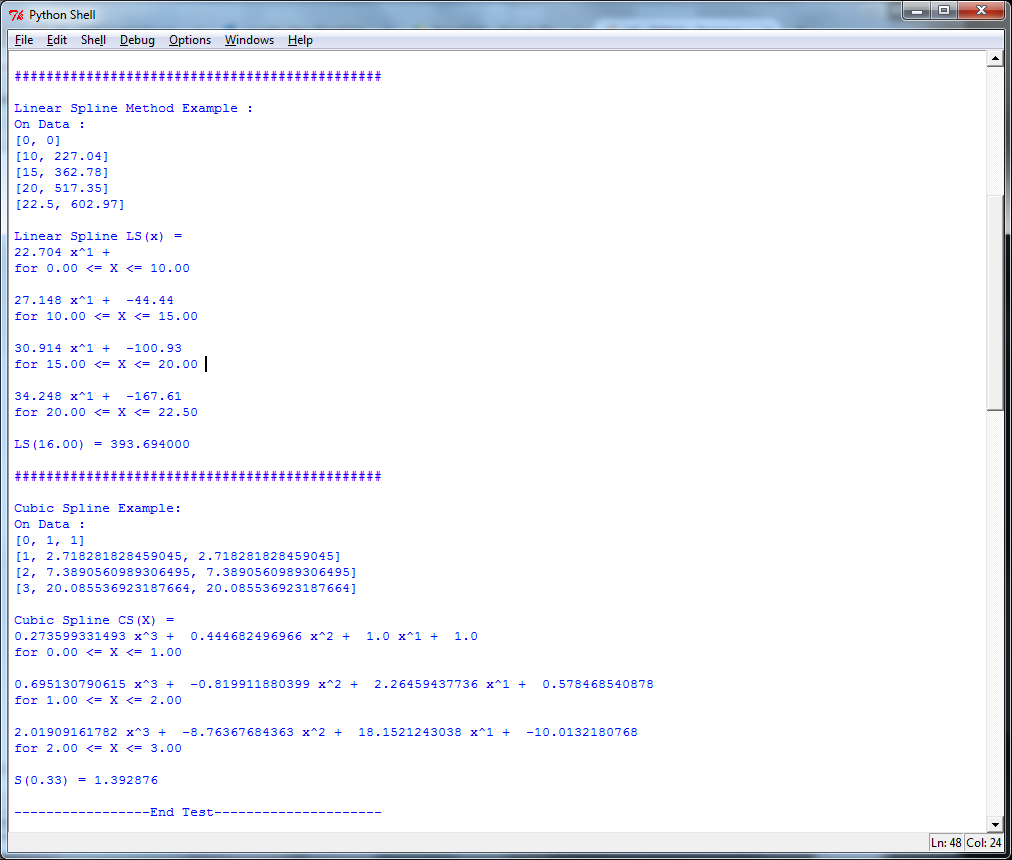 Python Shell
File Edit Shell Debug Options Windows Help
##############################################
Linear Spline Method Example :
On Data :
[0, 0]
[10, 227.04]
[15, 362.78]
[20, 517.35]
[22.5, 602.97]
Linear Spline LS(x) =
22.704 x^1 +
for 0.00 <= X <= 10.00
27.148 x^1 +  -44.44
for 10.00 <= X <= 15.00
30.914 x^1 +  -100.93
for 15.00 <= X <= 20.00
34.248 x^1 +  -167.61
for 20.00 <= X <= 22.50
LS(16.00) = 393.694000
##############################################
Cubic Spline Example:
On Data :
[0, 1, 1]
[1, 2.718281828459045, 2.718281828459045]
[2, 7.3890560989306495, 7.3890560989306495]
[3, 20.085536923187664, 20.085536923187664]
Cubic Spline CS(X) =
0.273599331493 x^3 +  0.444682496966 x^2 +  1.0 x^1 +  1.0
for 0.00 <= X <= 1.00
0.695130790615 x^3 +  -0.819911880399 x^2 +  2.26459437736 x^1 +  0.578468540878
for 1.00 <= X <= 2.00
2.01909161782 x^3 +  -8.76367684363 x^2 +  18.1521243038 x^1 +  -10.0132180768
for 2.00 <= X <= 3.00
S(0.33) = 1.392876
-----------------End Test---------------------
Ln: 48 Col: 24